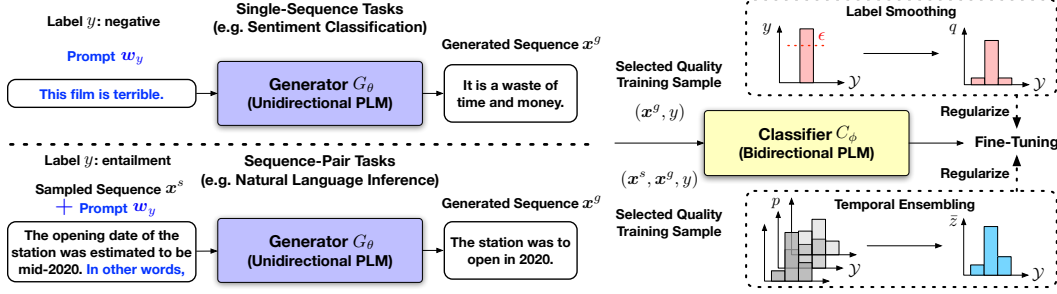 Single-Sequence Tasks
(e.g. Sentiment Classification)
Label y: negative
Prompt w_y
This film is terrible.
Generator G_θ
(Unidirectional PLM)
Generated Sequence x^g
It is a waste of
time and money.
Label y: entailment
Sequence-Pair Tasks
(e.g. Natural Language Inference)
Sampled Sequence x^s
+ Prompt w_y
The opening date of the
station was estimated to be
mid-2020. In other words,
Generator G_θ
(Unidirectional PLM)
Generated Sequence x^g
The station was to
open in 2020.
Selected Quality
Training Sample
(x^g, y)
(x^s, x^g, y)
Selected Quality
Training Sample
Classifier C_ϕ
(Bidirectional PLM)
Label Smoothing
y
ϵ
𝒴
q
𝒴
Regularize
Fine-Tuning
Regularize
Temporal Ensembling
p
𝒴
𝒴
z̄
𝒴